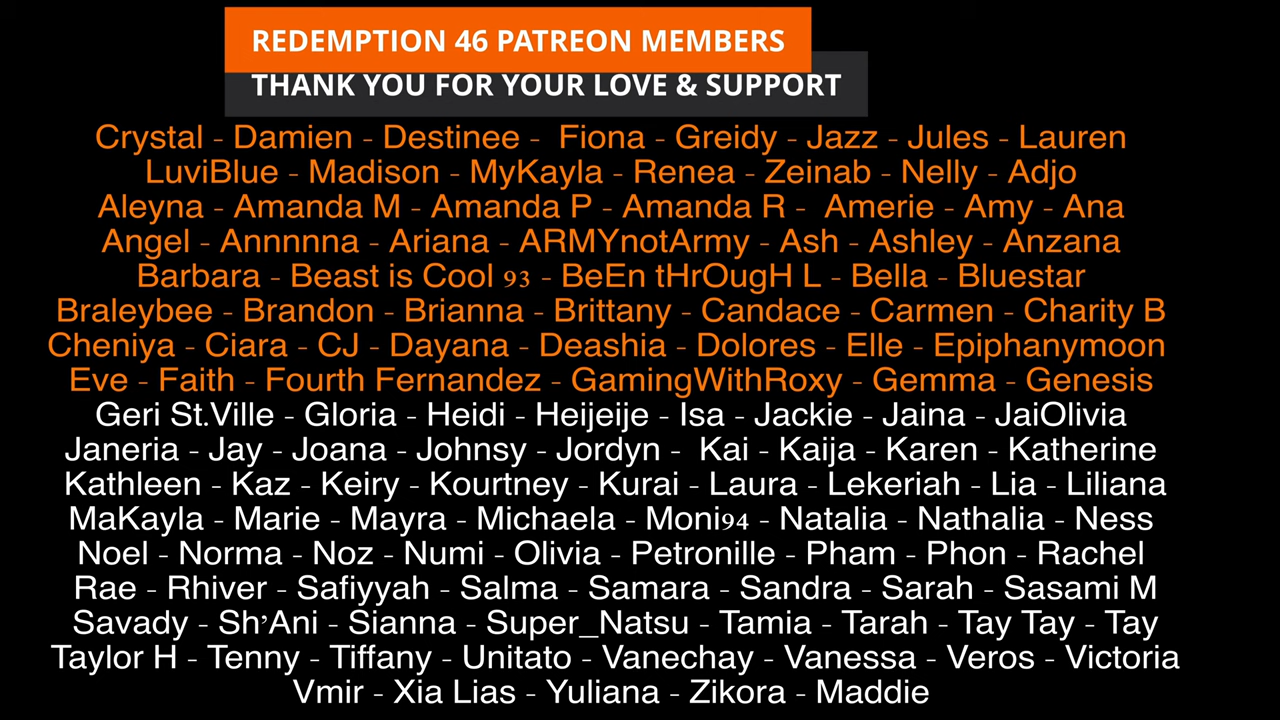 REDEMPTION 46 PATREON MEMBERS
THANK YOU FOR YOUR LOVE & SUPPORT
Crystal - Damien - Destinee - Fiona - Greidy - Jazz - Jules - Lauren
LuviBlue - Madison - MyKayla - Renea - Zeinab - Nelly - Adjo
Aleyna - Amanda M - Amanda P - Amanda R - Amerie - Amy - Ana
Angel - Annnnna - Ariana - ARMYnotArmy - Ash - Ashley - Anzana
Barbara - Beast is Cool 93 - BeEn tHrOugH L - Bella - Bluestar
Braleybee - Brandon - Brianna - Brittany - Candace - Carmen - Charity B
Cheniya - Ciara - CJ - Dayana - Deashia - Dolores - Elle - Epiphanymoon
Eve - Faith - Fourth Fernandez - GamingWithRoxy - Gemma - Genesis
Geri St.Ville - Gloria - Heidi - Heijeije - Isa - Jackie - Jaina - JaiOlivia
Janeria - Jay - Joana - Johnsy - Jordyn - Kai - Kaija - Karen - Katherine
Kathleen - Kaz - Keiry - Kourtney - Kurai - Laura - Lekeriah - Lia - Liliana
MaKayla - Marie - Mayra - Michaela - Moni94 - Natalia - Nathalia - Ness
Noel - Norma - Noz - Numi - Olivia - Petronille - Pham - Phon - Rachel
Rae - Rhiver - Safiyyah - Salma - Samara - Sandra - Sarah - Sasami M
Savady - Sh’Ani - Sianna - Super_Natsu - Tamia - Tarah - Tay Tay - Tay
Taylor H - Tenny - Tiffany - Unitato - Vanechay - Vanessa - Veros - Victoria
Vmir - Xia Lias - Yuliana - Zikora - Maddie